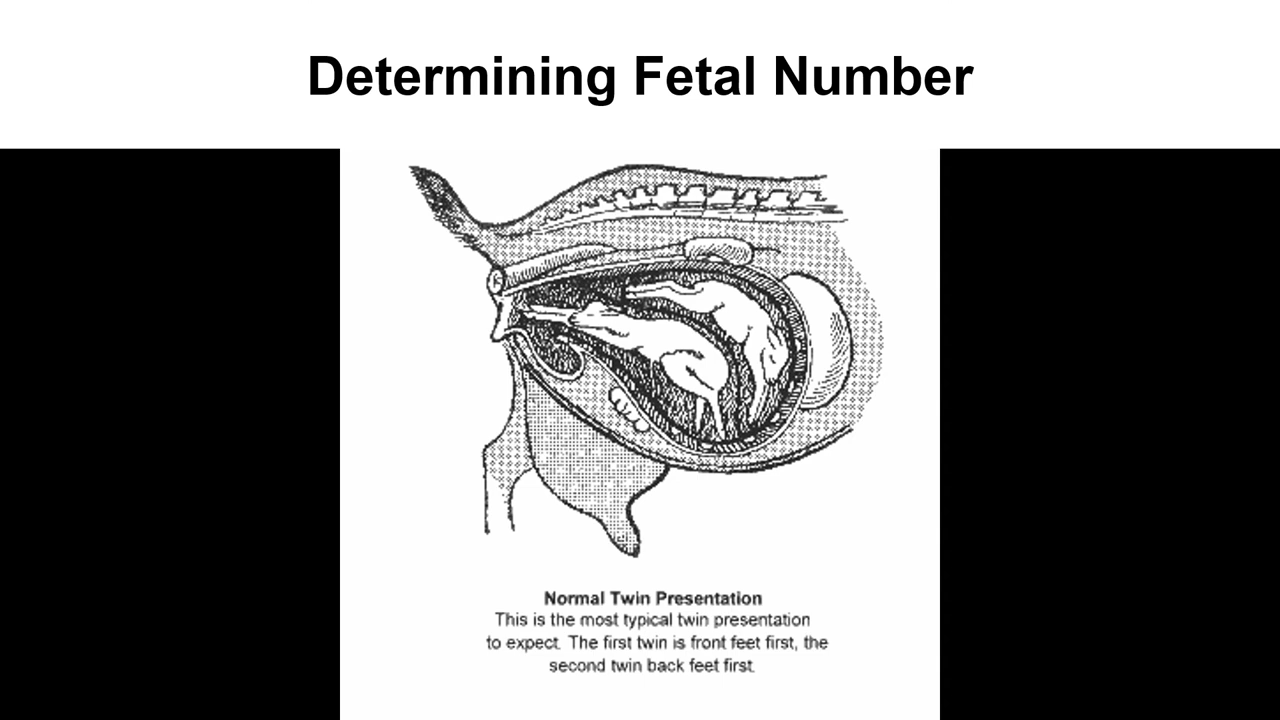 Determining Fetal Number
Normal Twin Presentation
This is the most typical twin presentation
to expect. The first twin is front feet first, the
second twin back feet first.